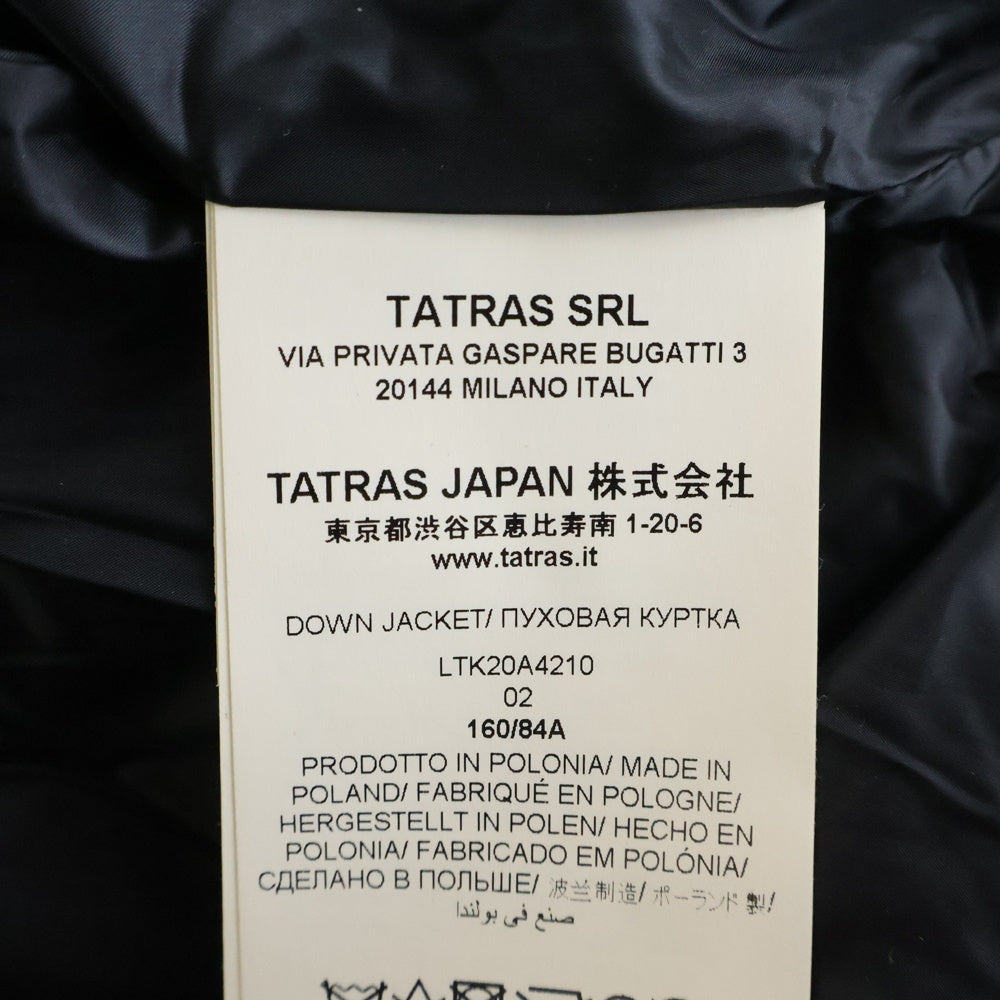 TATRAS SRL
VIA PRIVATA GASPARE BUGATTI 3
20144 MILANO ITALY
TATRAS JAPAN 株式会社
東京都渋谷区恵比寿南 1-20-6
www.tatras.it
DOWN JACKET/ ПУХОВАЯ КУРТКА
LTK20A4210
02
160/84A
PRODOTTO IN POLONIA/ MADE IN
POLAND/ FABRIQUÉ EN POLOGNE/
HERGESTELLT IN POLEN/ HECHO EN
POLONIA/ FABRICADO EM POLÓNIA/
СДЕЛАНО В ПОЛЬШЕ/ 波兰制造/ ポーランド 製/
صنع في بولندا